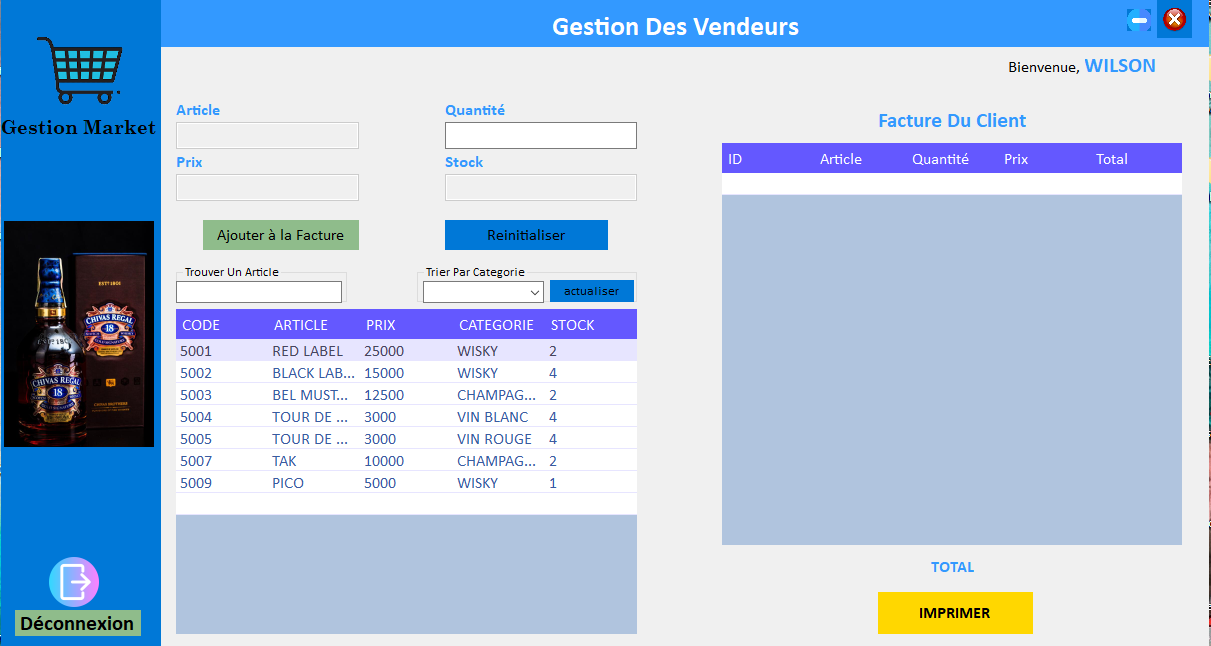 Gestion Des Vendeurs
Bienvenue, WILSON
Gestion Market
Article
Quantité
Prix
Stock
Ajouter à la Facture
Reinitialiser
Trouver Un Article
Trier Par Categorie
actualiser
CODE ARTICLE PRIX CATEGORIE STOCK
5001 RED LABEL 25000 WISKY 2
5002 BLACK LAB... 15000 WISKY 4
5003 BEL MUST... 12500 CHAMPAG... 2
5004 TOUR DE ... 3000 VIN BLANC 4
5005 TOUR DE ... 3000 VIN ROUGE 4
5007 TAK 10000 CHAMPAG... 2
5009 PICO 5000 WISKY 1
Facture Du Client
ID Article Quantité Prix Total
TOTAL
IMPRIMER
CHIVAS REGAL
18
CHIVAS REGAL
18
Déconnexion